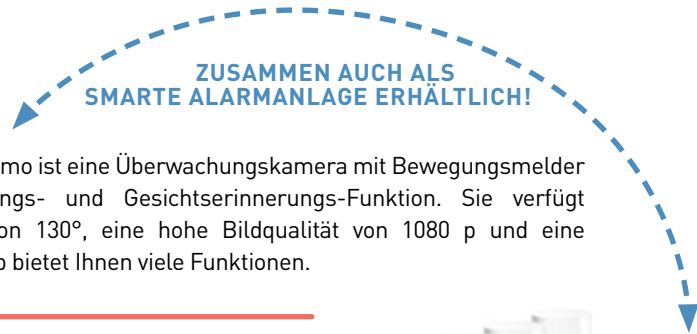 ZUSAMMEN AUCH ALS
SMARTE ALARMANLAGE ERHÄLTLICH!
mo ist eine Überwachungskamera mit Bewegungsmelder
ngs- und Gesichtserinnerungs-Funktion. Sie verfügt
on 130°, eine hohe Bildqualität von 1080 p und eine
bietet Ihnen viele Funktionen.